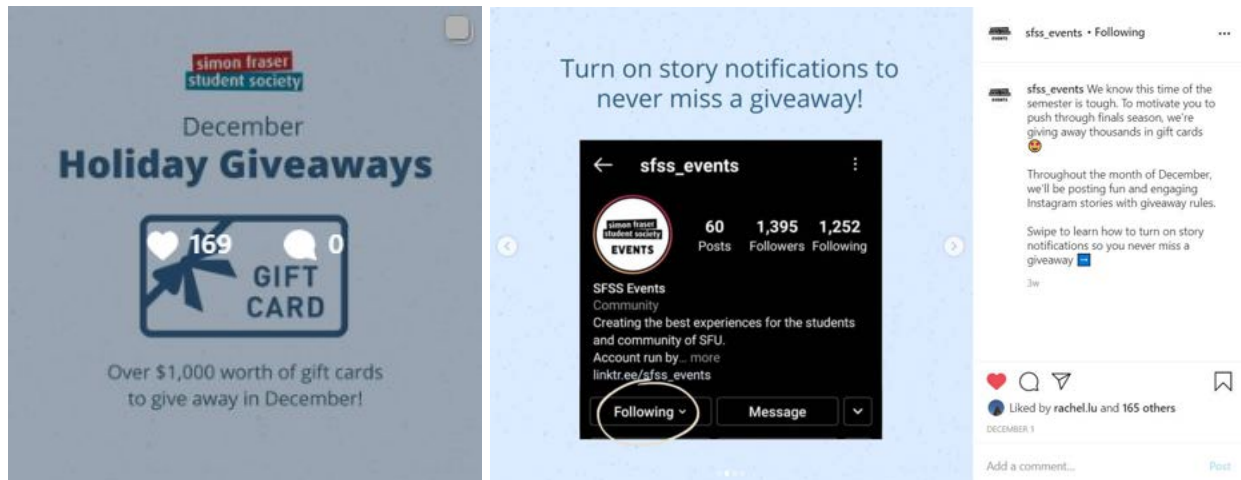 simon fraser
student society
December
Holiday Giveaways
169
0
GIFT
CARD
Over $1,000 worth of gift cards
to give away in December!
Turn on story notifications to
never miss a giveaway!
sfss_events
simon fraser
student society
EVENTS
60
1,395
1,252
Posts
Followers
Following
SFSS Events
Community
Creating the best experiences for the students
and community of SFU.
Account run by... more
linktr.ee/sfss_events
Following
Message
EVENTS
sfss_events • Following
EVENTS
sfss_events We know this time of the
semester is tough. To motivate you to
push through finals season, we're
giving away thousands in gift cards
🤩
Throughout the month of December,
we'll be posting fun and engaging
Instagram stories with giveaway rules.
Swipe to learn how to turn on story
notifications so you never miss a
giveaway ➡️
3w
Liked by rachel.lu and 165 others
DECEMBER 1
Add a comment...
Post